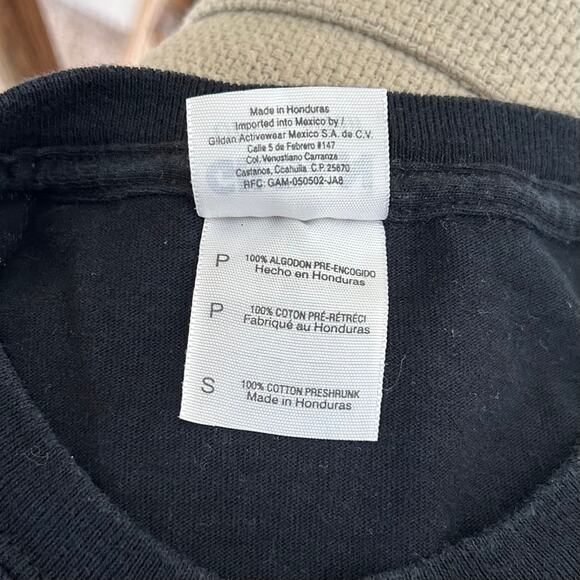 Made in Honduras
Imported into Mexico by /
Gildan Activewear Mexico S.A. de C.V.
Calle 5 de Febrero #147
Col. Venustiano Carranza
Castanos, Coahuila C.P. 25870
RFC: GAM-050502-JA8
P 100% ALGODON PRE-ENCOGIDO
Hecho en Honduras
P 100% COTON PRÉ-RÉTRÉCI
Fabriqué au Honduras
S 100% COTTON PRESHRUNK
Made in Honduras